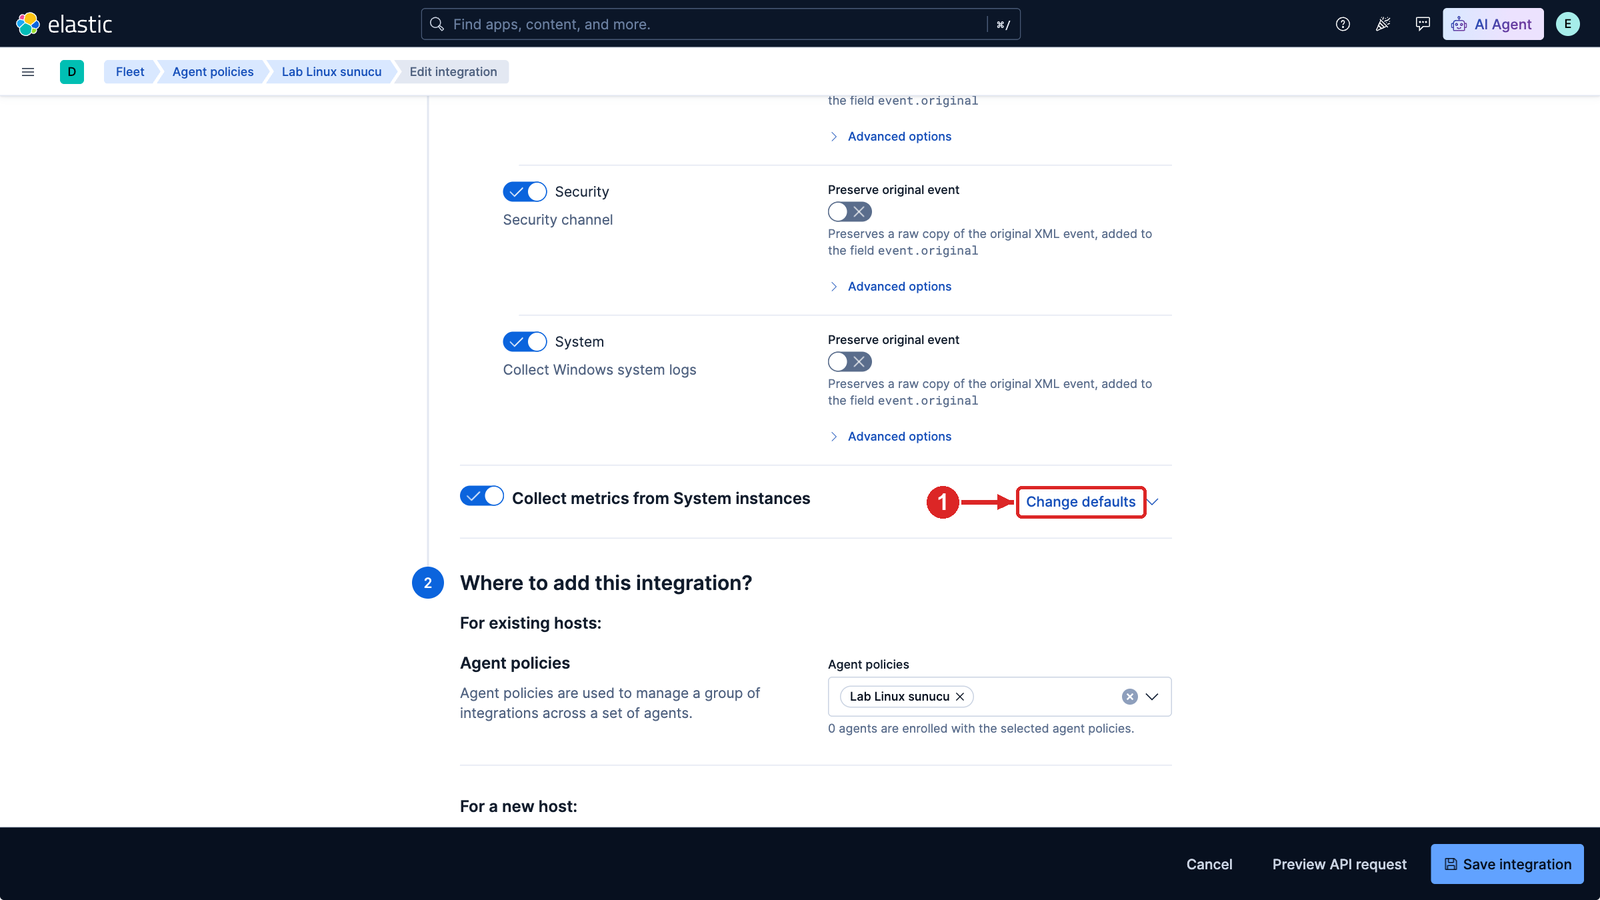 elastic
Find apps, content, and more.
⌘/
AI Agent
E
D
Fleet
Agent policies
Lab Linux sunucu
Edit integration
the field event.original
Advanced options
Security
Security channel
Preserve original event
Preserves a raw copy of the original XML event, added to
the field event.original
Advanced options
System
Collect Windows system logs
Preserve original event
Preserves a raw copy of the original XML event, added to
the field event.original
Advanced options
Collect metrics from System instances
1
Change defaults
2
Where to add this integration?
For existing hosts:
Agent policies
Agent policies are used to manage a group of
integrations across a set of agents.
Agent policies
Lab Linux sunucu
0 agents are enrolled with the selected agent policies.
For a new host:
Cancel
Preview API request
Save integration